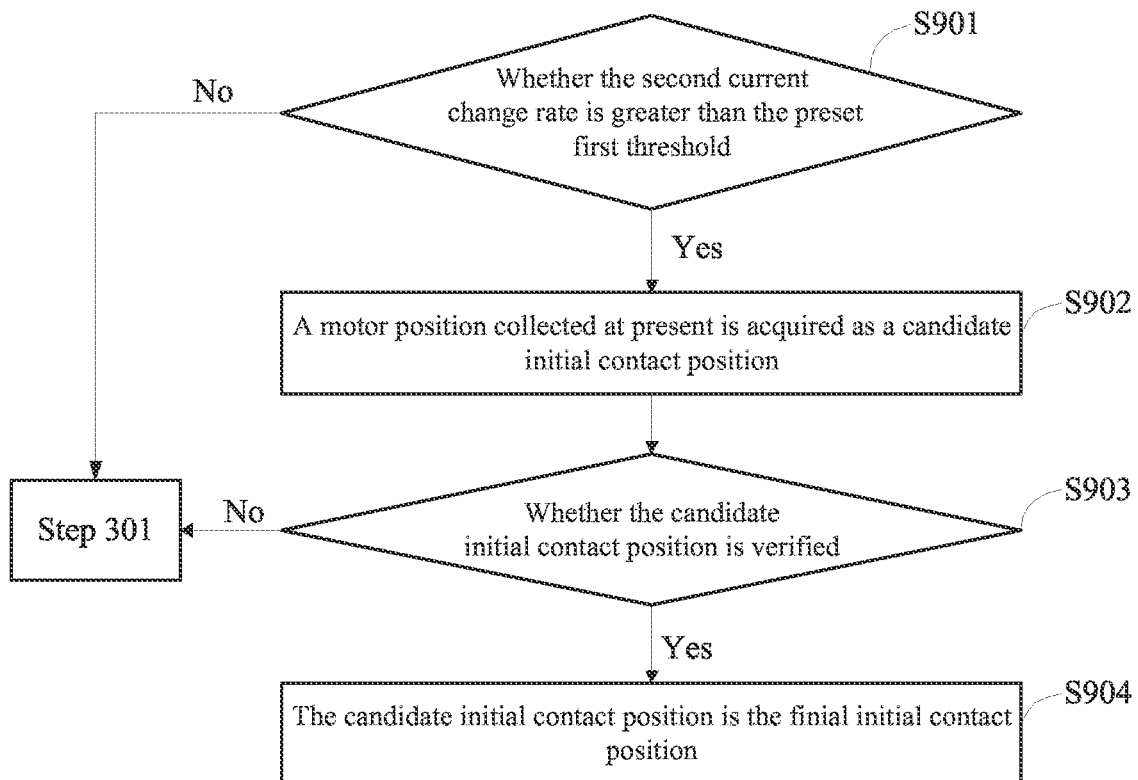 S901
Whether the second current
change rate is greater than the preset
first threshold
No
Yes
S902
A motor position collected at present is acquired as a candidate
initial contact position
S903
Whether the candidate
initial contact position is verified
No
Step 301
Yes
S904
The candidate initial contact position is the finial initial contact
position